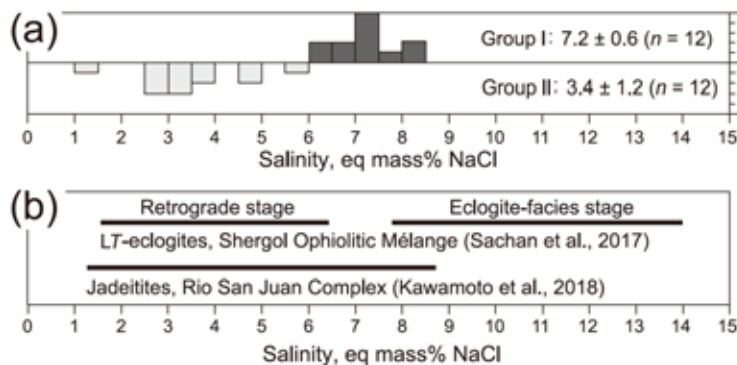 (a)
Group I: 7.2 ± 0.6 (n = 12)
Group II: 3.4 ± 1.2 (n = 12)
0 1 2 3 4 5 6 7 8 9 10 11 12 13 14 15
Salinity, eq mass% NaCl
(b)
Retrograde stage Eclogite-facies stage
LT-eclogites, Shergol Ophiolitic Mélange (Sachan et al., 2017)
Jadeitites, Rio San Juan Complex (Kawamoto et al., 2018)
0 1 2 3 4 5 6 7 8 9 10 11 12 13 14 15
Salinity, eq mass% NaCl